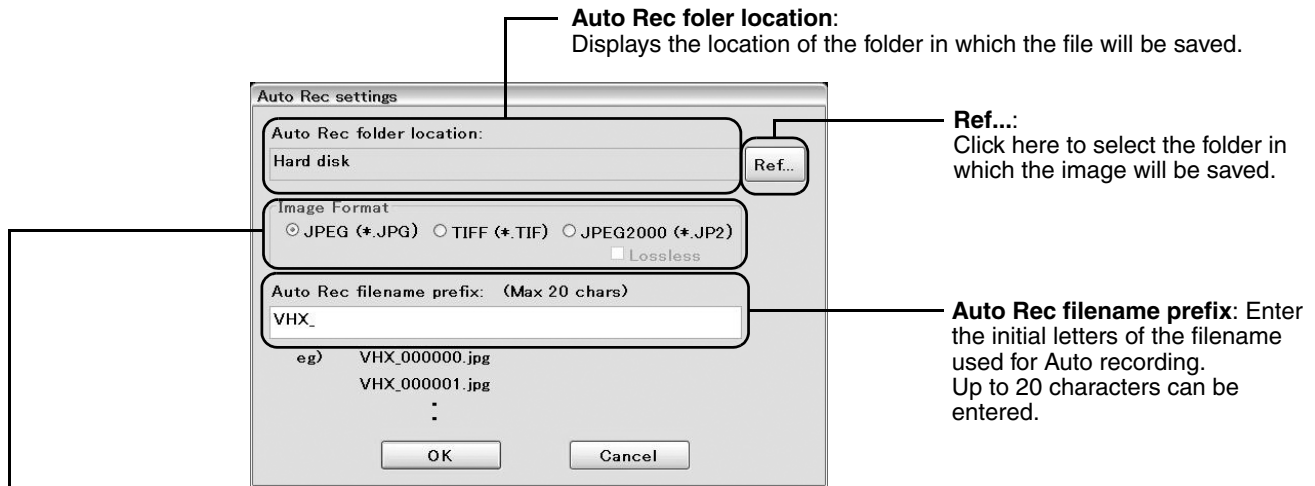 Auto Rec foler location:
Displays the location of the folder in which the file will be saved.
Auto Rec settings
Auto Rec folder location:
Hard disk
Ref...
Ref...:
Click here to select the folder in
which the image will be saved.
Image Format
JPEG (*.JPG) TIFF (*.TIF) JPEG2000 (*.JP2)
Lossless
Auto Rec filename prefix: (Max 20 chars)
VHX_
Auto Rec filename prefix: Enter
the initial letters of the filename
used for Auto recording.
Up to 20 characters can be
entered.
eg) VHX_000000.jpg
VHX_000001.jpg
:
OK Cancel